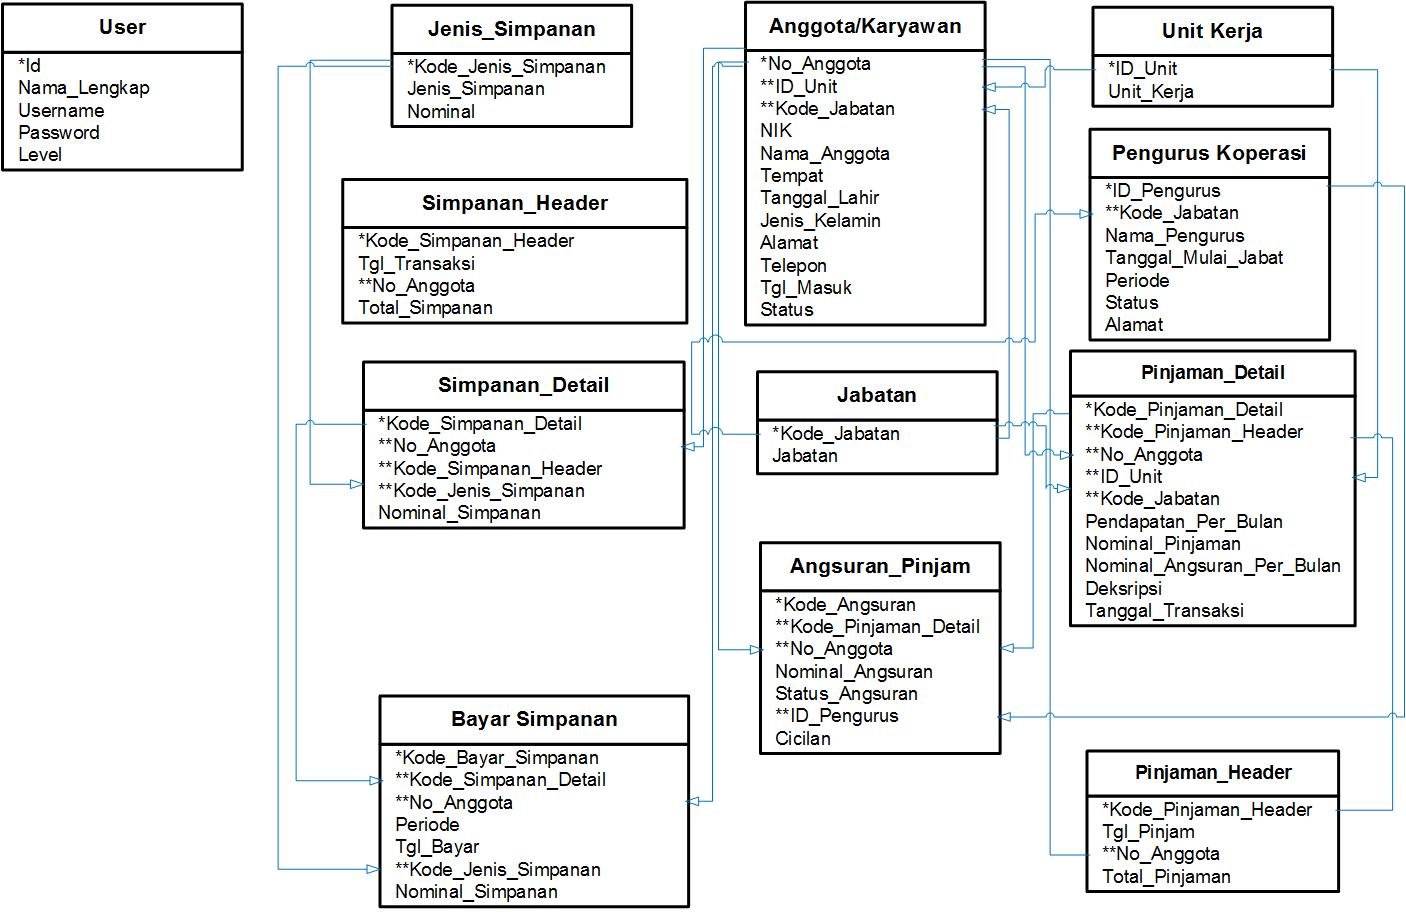 User
*Id
Nama_Lengkap
Username
Password
Level
Jenis_Simpanan
*Kode_Jenis_Simpanan
Jenis_Simpanan
Nominal
Anggota/Karyawan
*No_Anggota
**ID_Unit
**Kode_Jabatan
NIK
Nama_Anggota
Tempat
Tanggal_Lahir
Jenis_Kelamin
Alamat
Telepon
Tgl_Masuk
Status
Unit Kerja
*ID_Unit
Unit_Kerja
Pengurus Koperasi
*ID_Pengurus
**Kode_Jabatan
Nama_Pengurus
Tanggal_Mulai_Jabat
Periode
Status
Alamat
Simpanan_Header
*Kode_Simpanan_Header
Tgl_Transaksi
**No_Anggota
Total_Simpanan
Simpanan_Detail
*Kode_Simpanan_Detail
**No_Anggota
**Kode_Simpanan_Header
**Kode_Jenis_Simpanan
Nominal_Simpanan
Jabatan
*Kode_Jabatan
Jabatan
Pinjaman_Detail
*Kode_Pinjaman_Detail
**Kode_Pinjaman_Header
**No_Anggota
**ID_Unit
**Kode_Jabatan
Pendapatan_Per_Bulan
Nominal_Pinjaman
Nominal_Angsuran_Per_Bulan
Deksripsi
Tanggal_Transaksi
Angsuran_Pinjam
*Kode_Angsuran
**Kode_Pinjaman_Detail
**No_Anggota
Nominal_Angsuran
Status_Angsuran
**ID_Pengurus
Cicilan
Bayar Simpanan
*Kode_Bayar_Simpanan
**Kode_Simpanan_Detail
**No_Anggota
Periode
Tgl_Bayar
**Kode_Jenis_Simpanan
Nominal_Simpanan
Pinjaman_Header
*Kode_Pinjaman_Header
Tgl_Pinjam
**No_Anggota
Total_Pinjaman